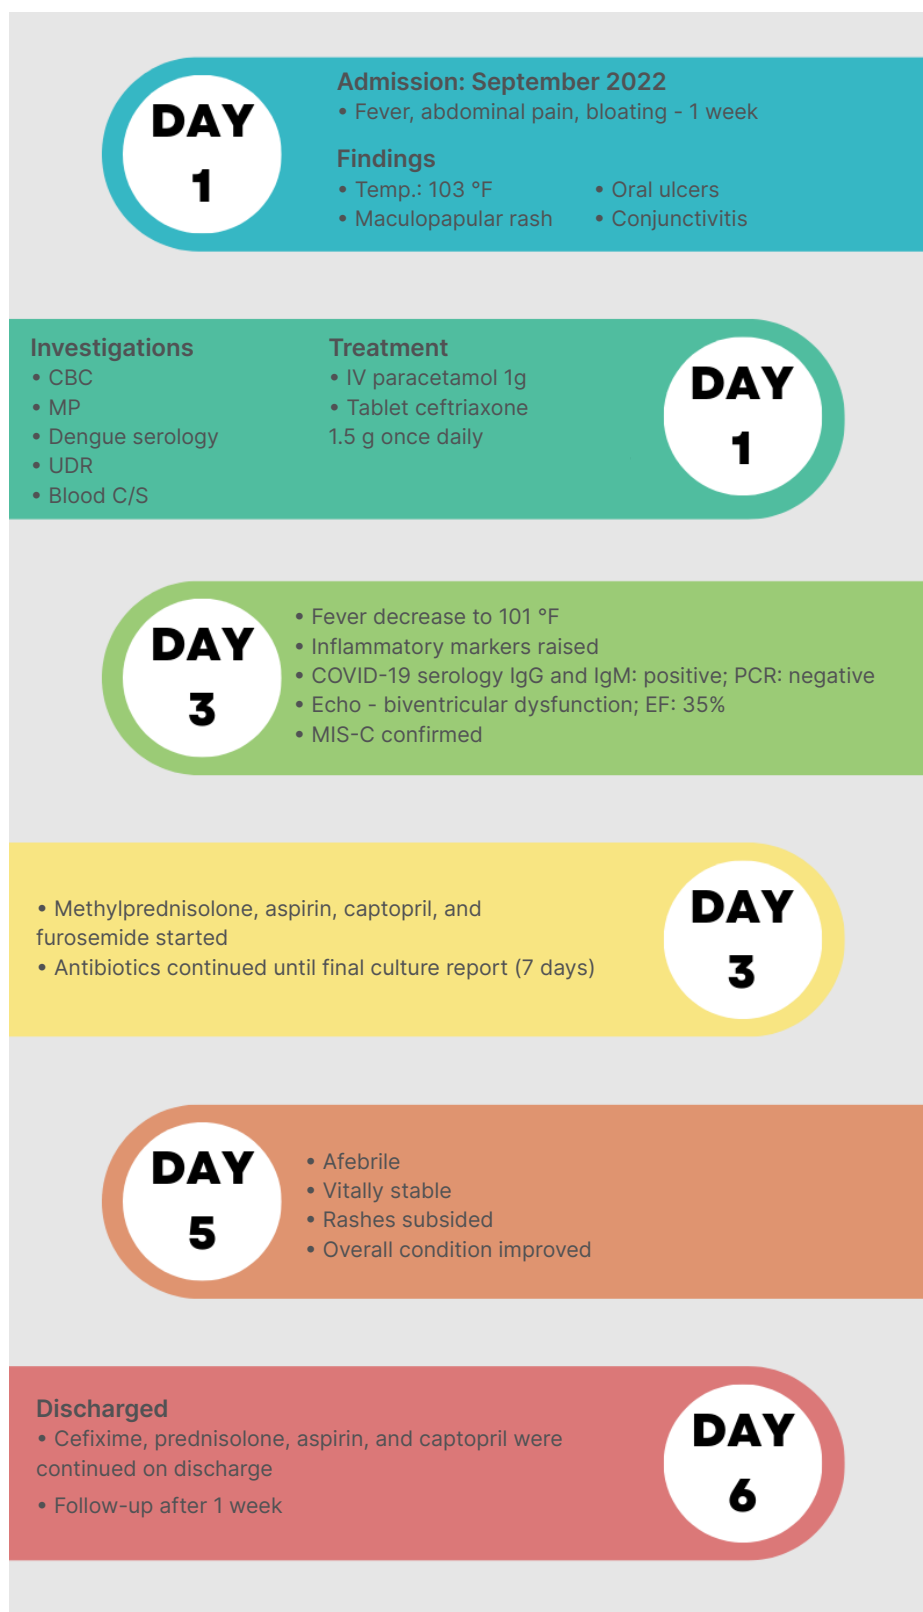 DAY
1
Admission: September 2022
• Fever, abdominal pain, bloating - 1 week
Findings
• Temp.: 103 °F
• Maculopapular rash
• Oral ulcers
• Conjunctivitis
Investigations
• CBC
• MP
• Dengue serology
• UDR
• Blood C/S
Treatment
• IV paracetamol 1g
• Tablet ceftriaxone
1.5 g once daily
DAY
1
DAY
3
• Fever decrease to 101 °F
• Inflammatory markers raised
• COVID-19 serology IgG and IgM: positive; PCR: negative
• Echo - biventricular dysfunction; EF: 35%
• MIS-C confirmed
• Methylprednisolone, aspirin, captopril, and
furosemide started
• Antibiotics continued until final culture report (7 days)
DAY
3
DAY
5
• Afebrile
• Vitally stable
• Rashes subsided
• Overall condition improved
Discharged
• Cefixime, prednisolone, aspirin, and captopril were
continued on discharge
• Follow-up after 1 week
DAY
6